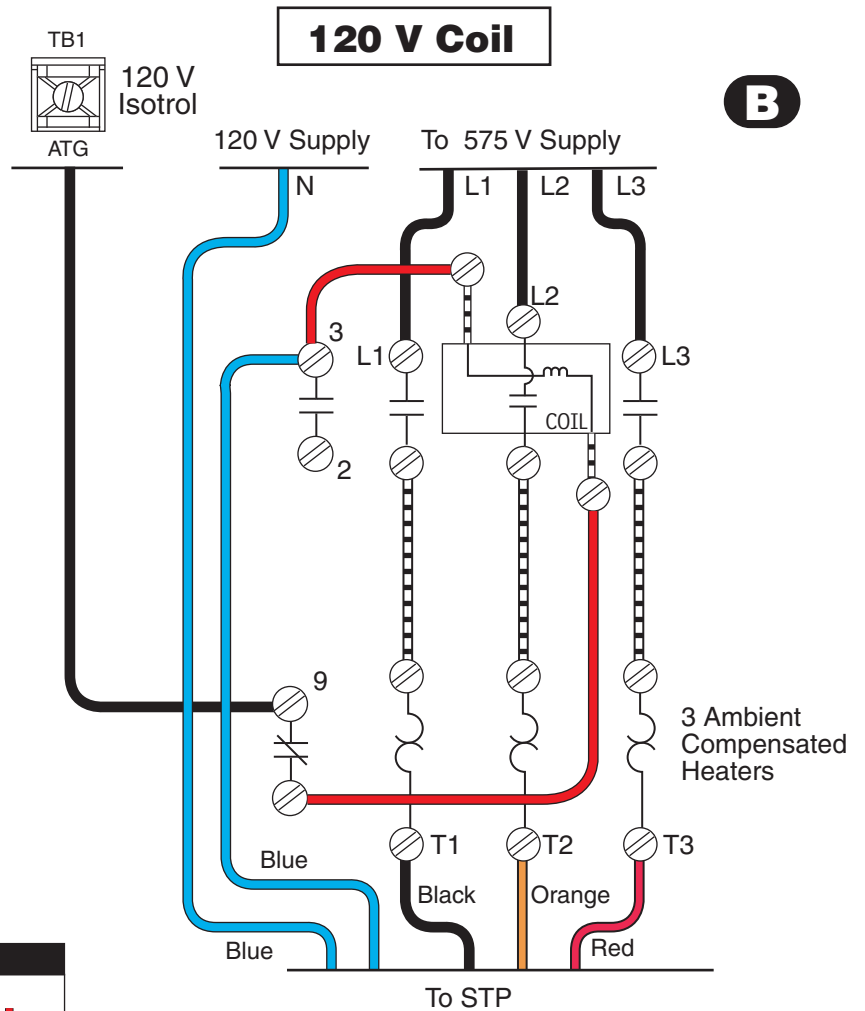 120 V Coil
TB1
120 V
Isotrol
B
ATG
120 V Supply
To 575 V Supply
N
L1
L2
L3
L2
3
L1
L3
COIL
2
9
3 Ambient
Compensated
Heaters
T1
T2
T3
Blue
Black
Orange
Blue
Red
To STP